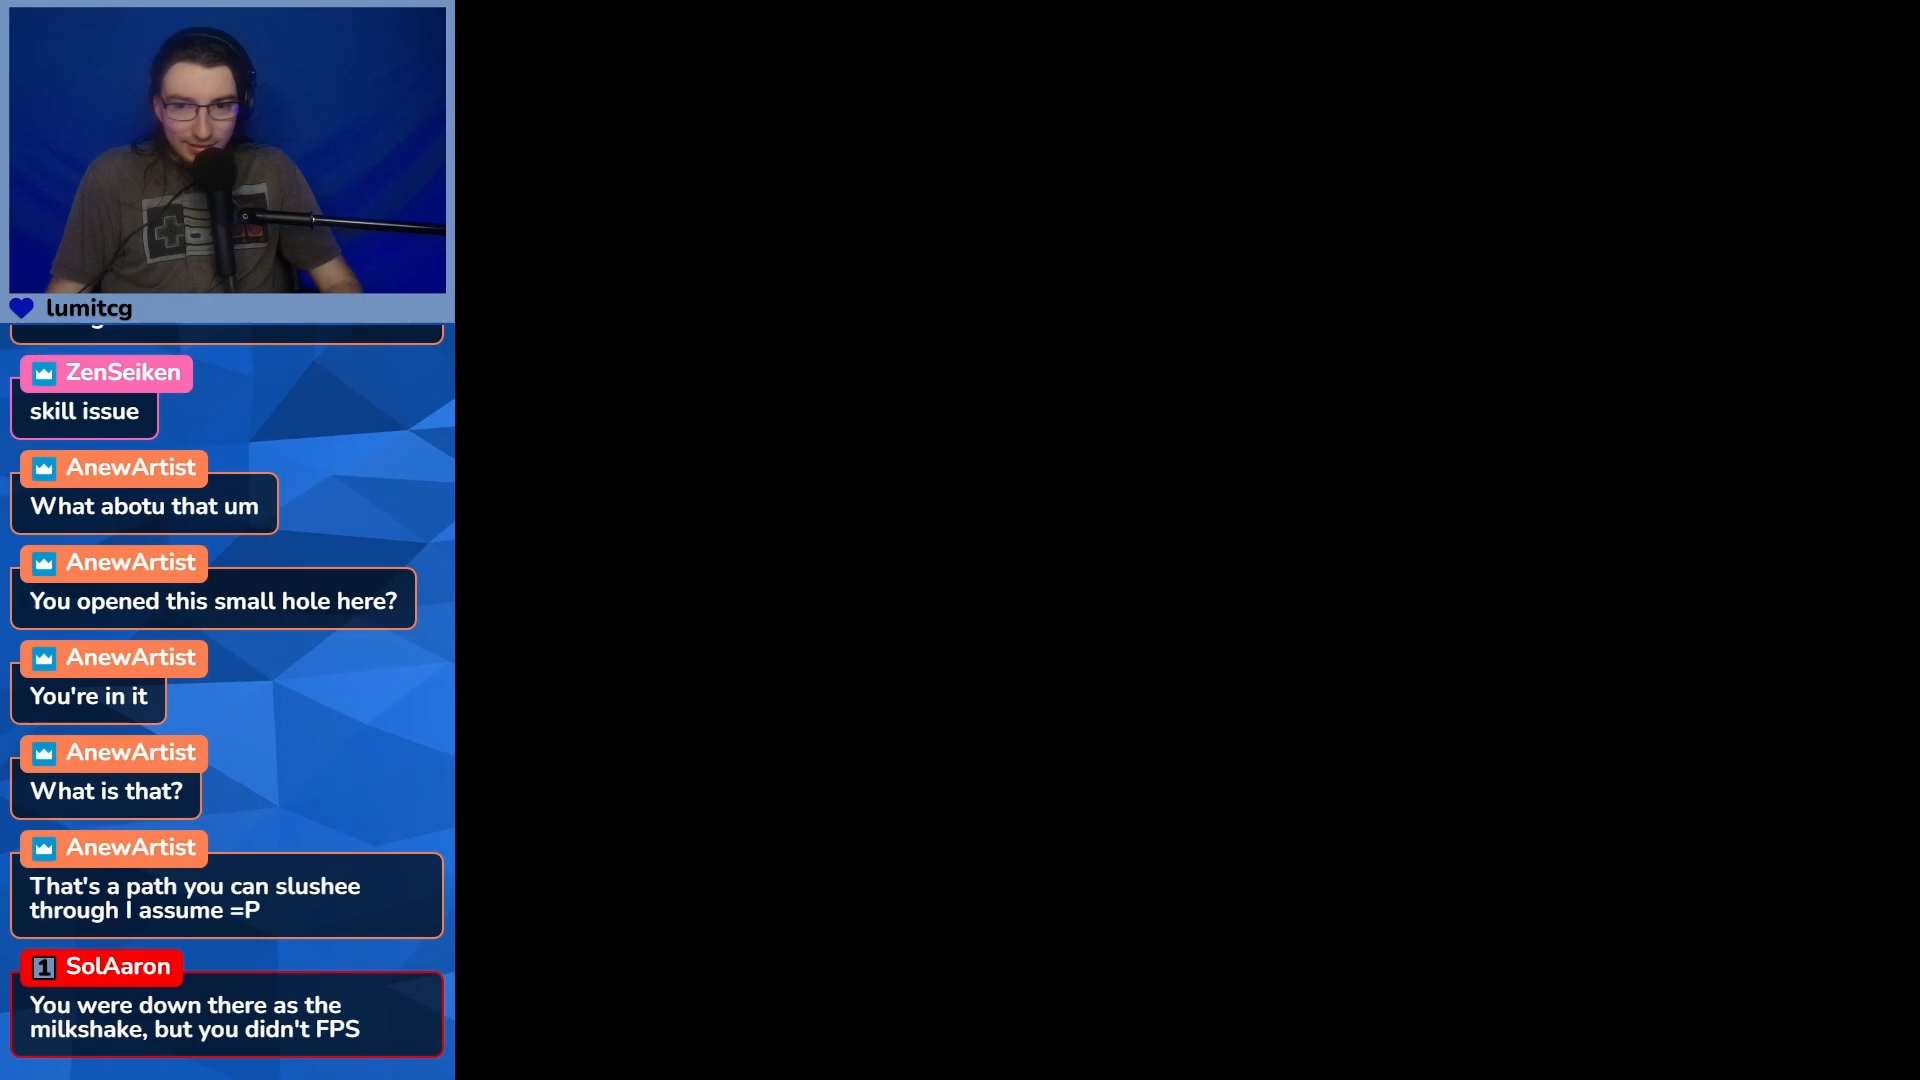 lumitcg
ZenSeiken
skill issue
AnewArtist
What abotu that um
AnewArtist
You opened this small hole here?
AnewArtist
You're in it
AnewArtist
What is that?
AnewArtist
That's a path you can slushee
through I assume =P
1 SolAaron
You were down there as the
milkshake, but you didn't FPS